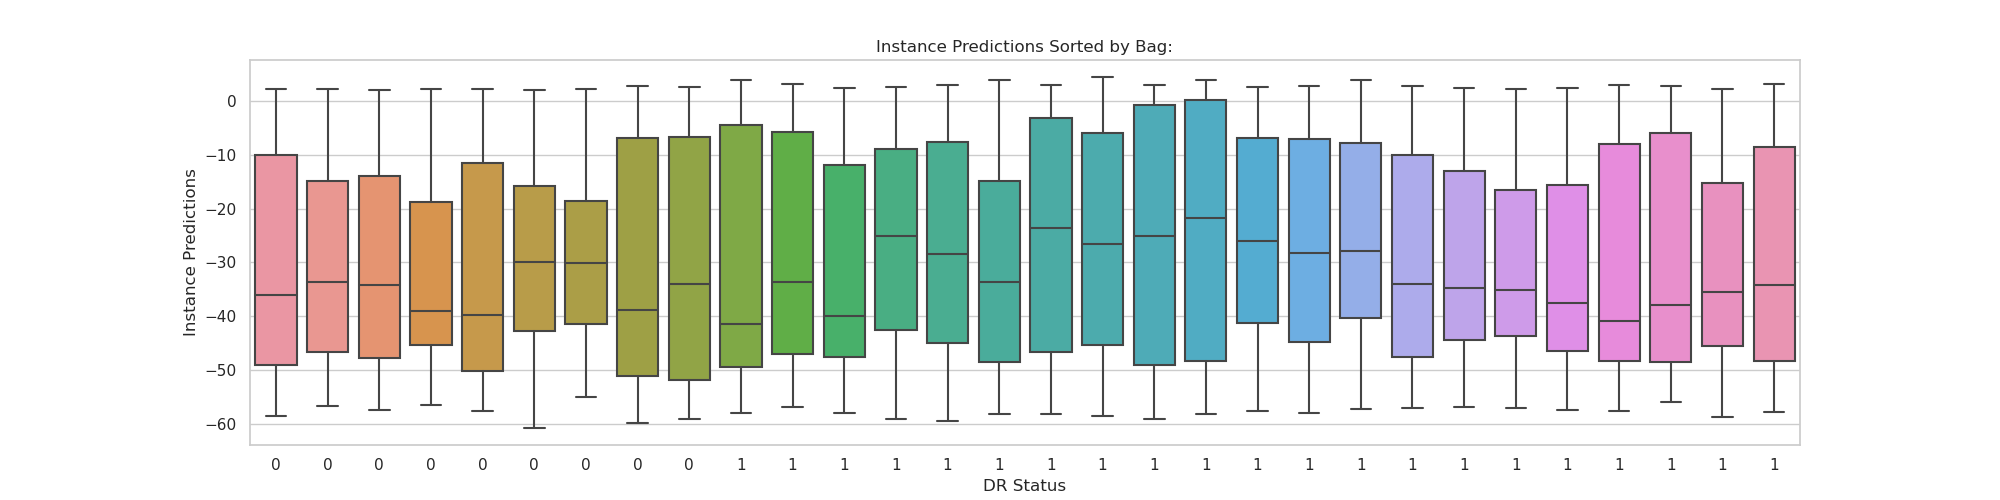 Instance Predictions Sorted by Bag:
Instance Predictions
0
−10
−20
−30
−40
−50
−60
0 0 0 0 0 0 0 0 0 1 1 1 1 1 1 1 1 1 1 1 1 1 1 1 1 1 1 1 1 1
DR Status